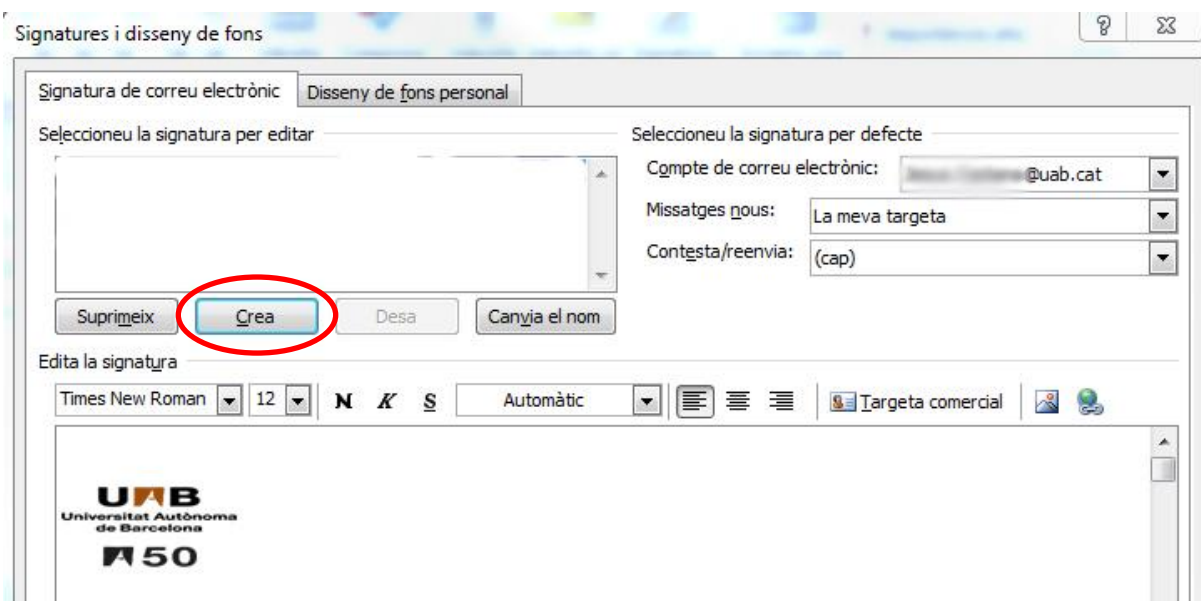 Signatures i disseny de fons
Signatura de correu electrònic
Disseny de fons personal
Seleccioneu la signatura per editar
Seleccioneu la signatura per defecte
Compte de correu electrònic:
@uab.cat
Missatges nous:
La meva targeta
Contesta/reenvia:
(cap)
Suprimeix
Crea
Desa
Canvia el nom
Edita la signatura
Times New Roman
12
N
K
S
Automàtic
Targeta comercial
UAB
Universitat Autònoma
de Barcelona
A50